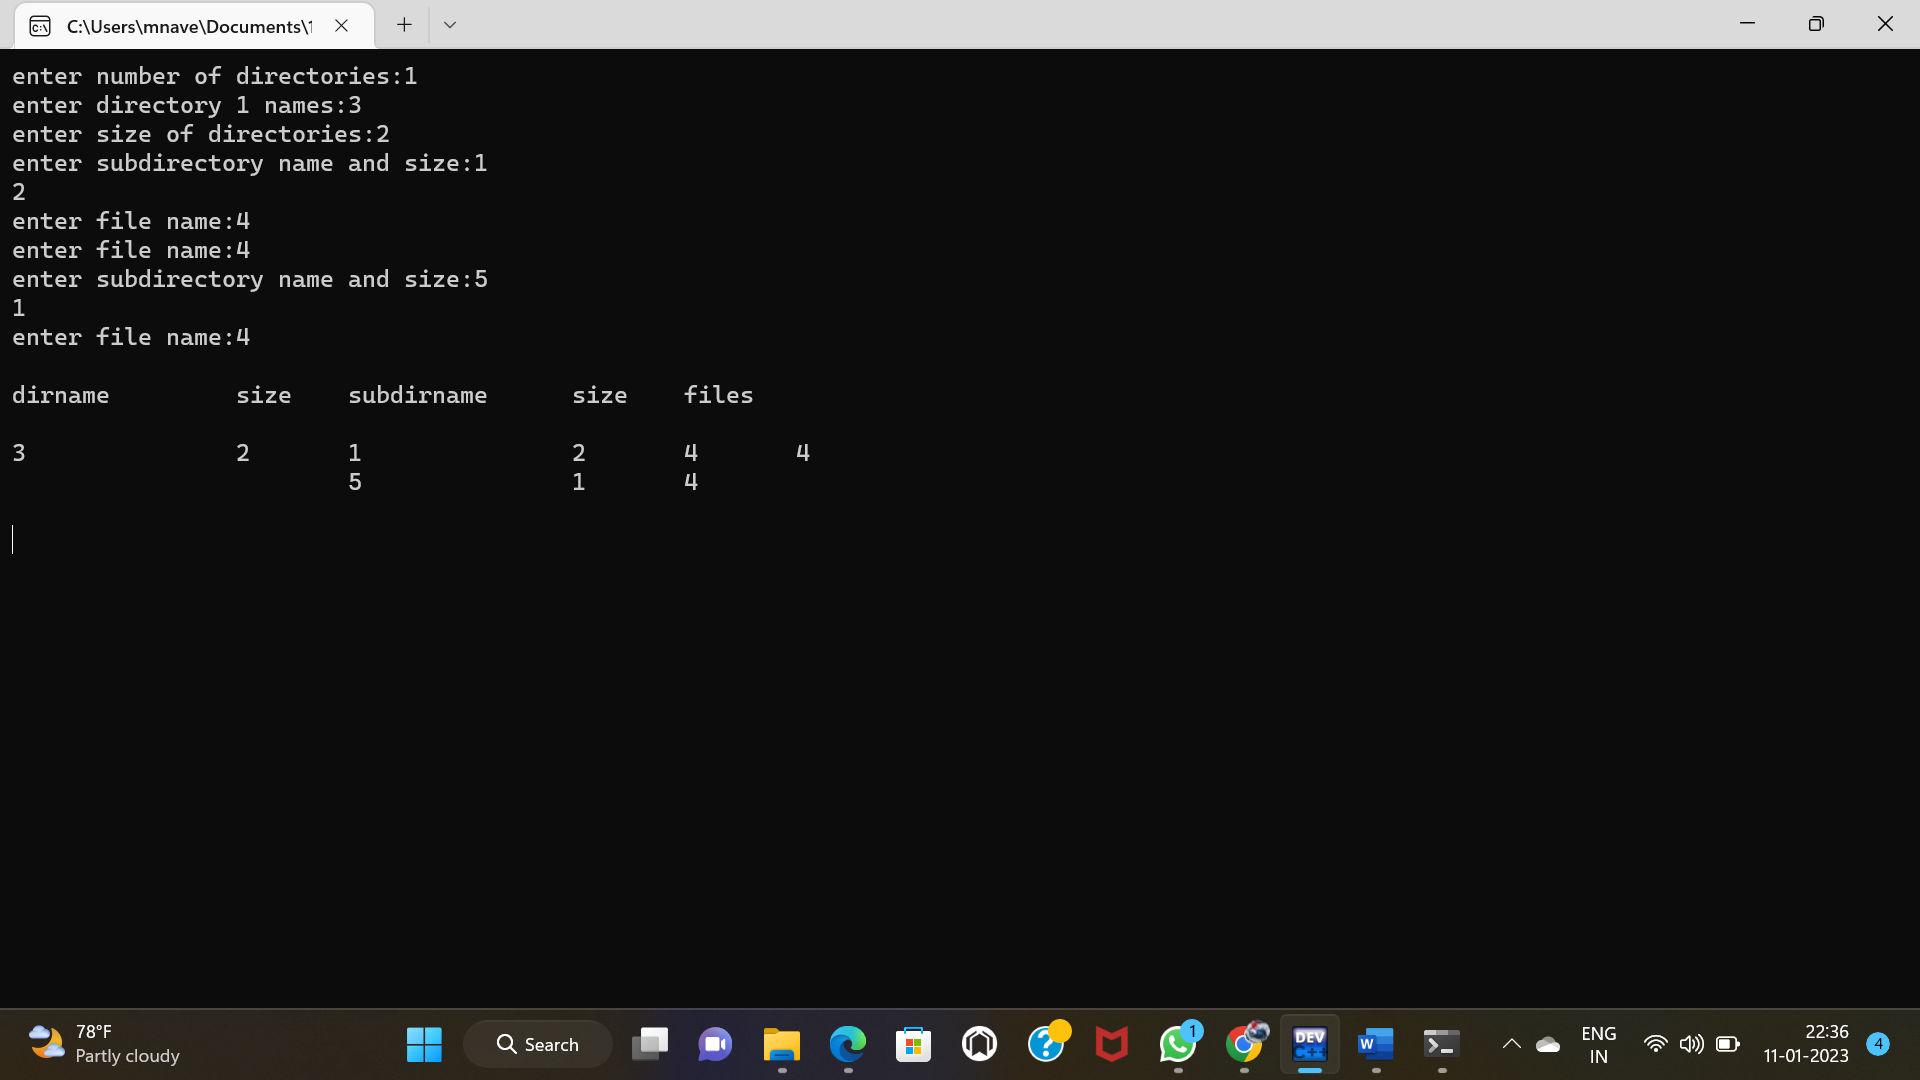 C:\Users\mnave\Documents\
enter number of directories:1
enter directory 1 names:3
enter size of directories:2
enter subdirectory name and size:1
2
enter file name:4
enter file name:4
enter subdirectory name and size:5
1
enter file name:4
dirname size subdirname size files
3 2 1 2 4 4
5 1 4
78°F
Partly cloudy
Search
1
DEV
C++
W
ENG
IN
22:36
11-01-2023
4